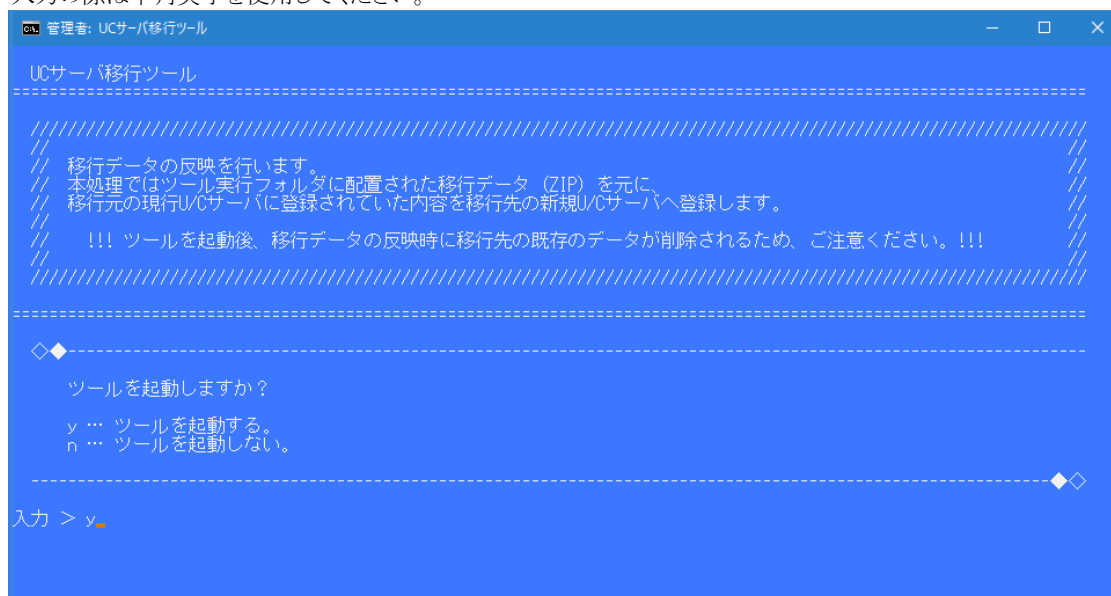 入力の際は半角英字を使用してください。
管理者: UCサーバ移行ツール
UCサーバ移行ツール
====================================================================================================================
//////////////////////////////////////////////////////////////////////////////////////////////////////////////////
// //
// 移行データの反映を行います。 //
// 本処理ではツール実行フォルダに配置された移行データ (ZIP) を元に、 //
// 移行元の現行U/Cサーバに登録されていた内容を移行先の新規U/Cサーバへ登録します。 //
// //
// !!! ツールを起動後、移行データの反映時に移行先の既存のデータが削除されるため、ご注意ください。!!! //
// //
//////////////////////////////////////////////////////////////////////////////////////////////////////////////////
====================================================================================================================
◇◆--------------------------------------------------------------------------------------------------------------
ツールを起動しますか?
y … ツールを起動する。
n … ツールを起動しない。
--------------------------------------------------------------------------------------------------------------◆◇
入力 > y_